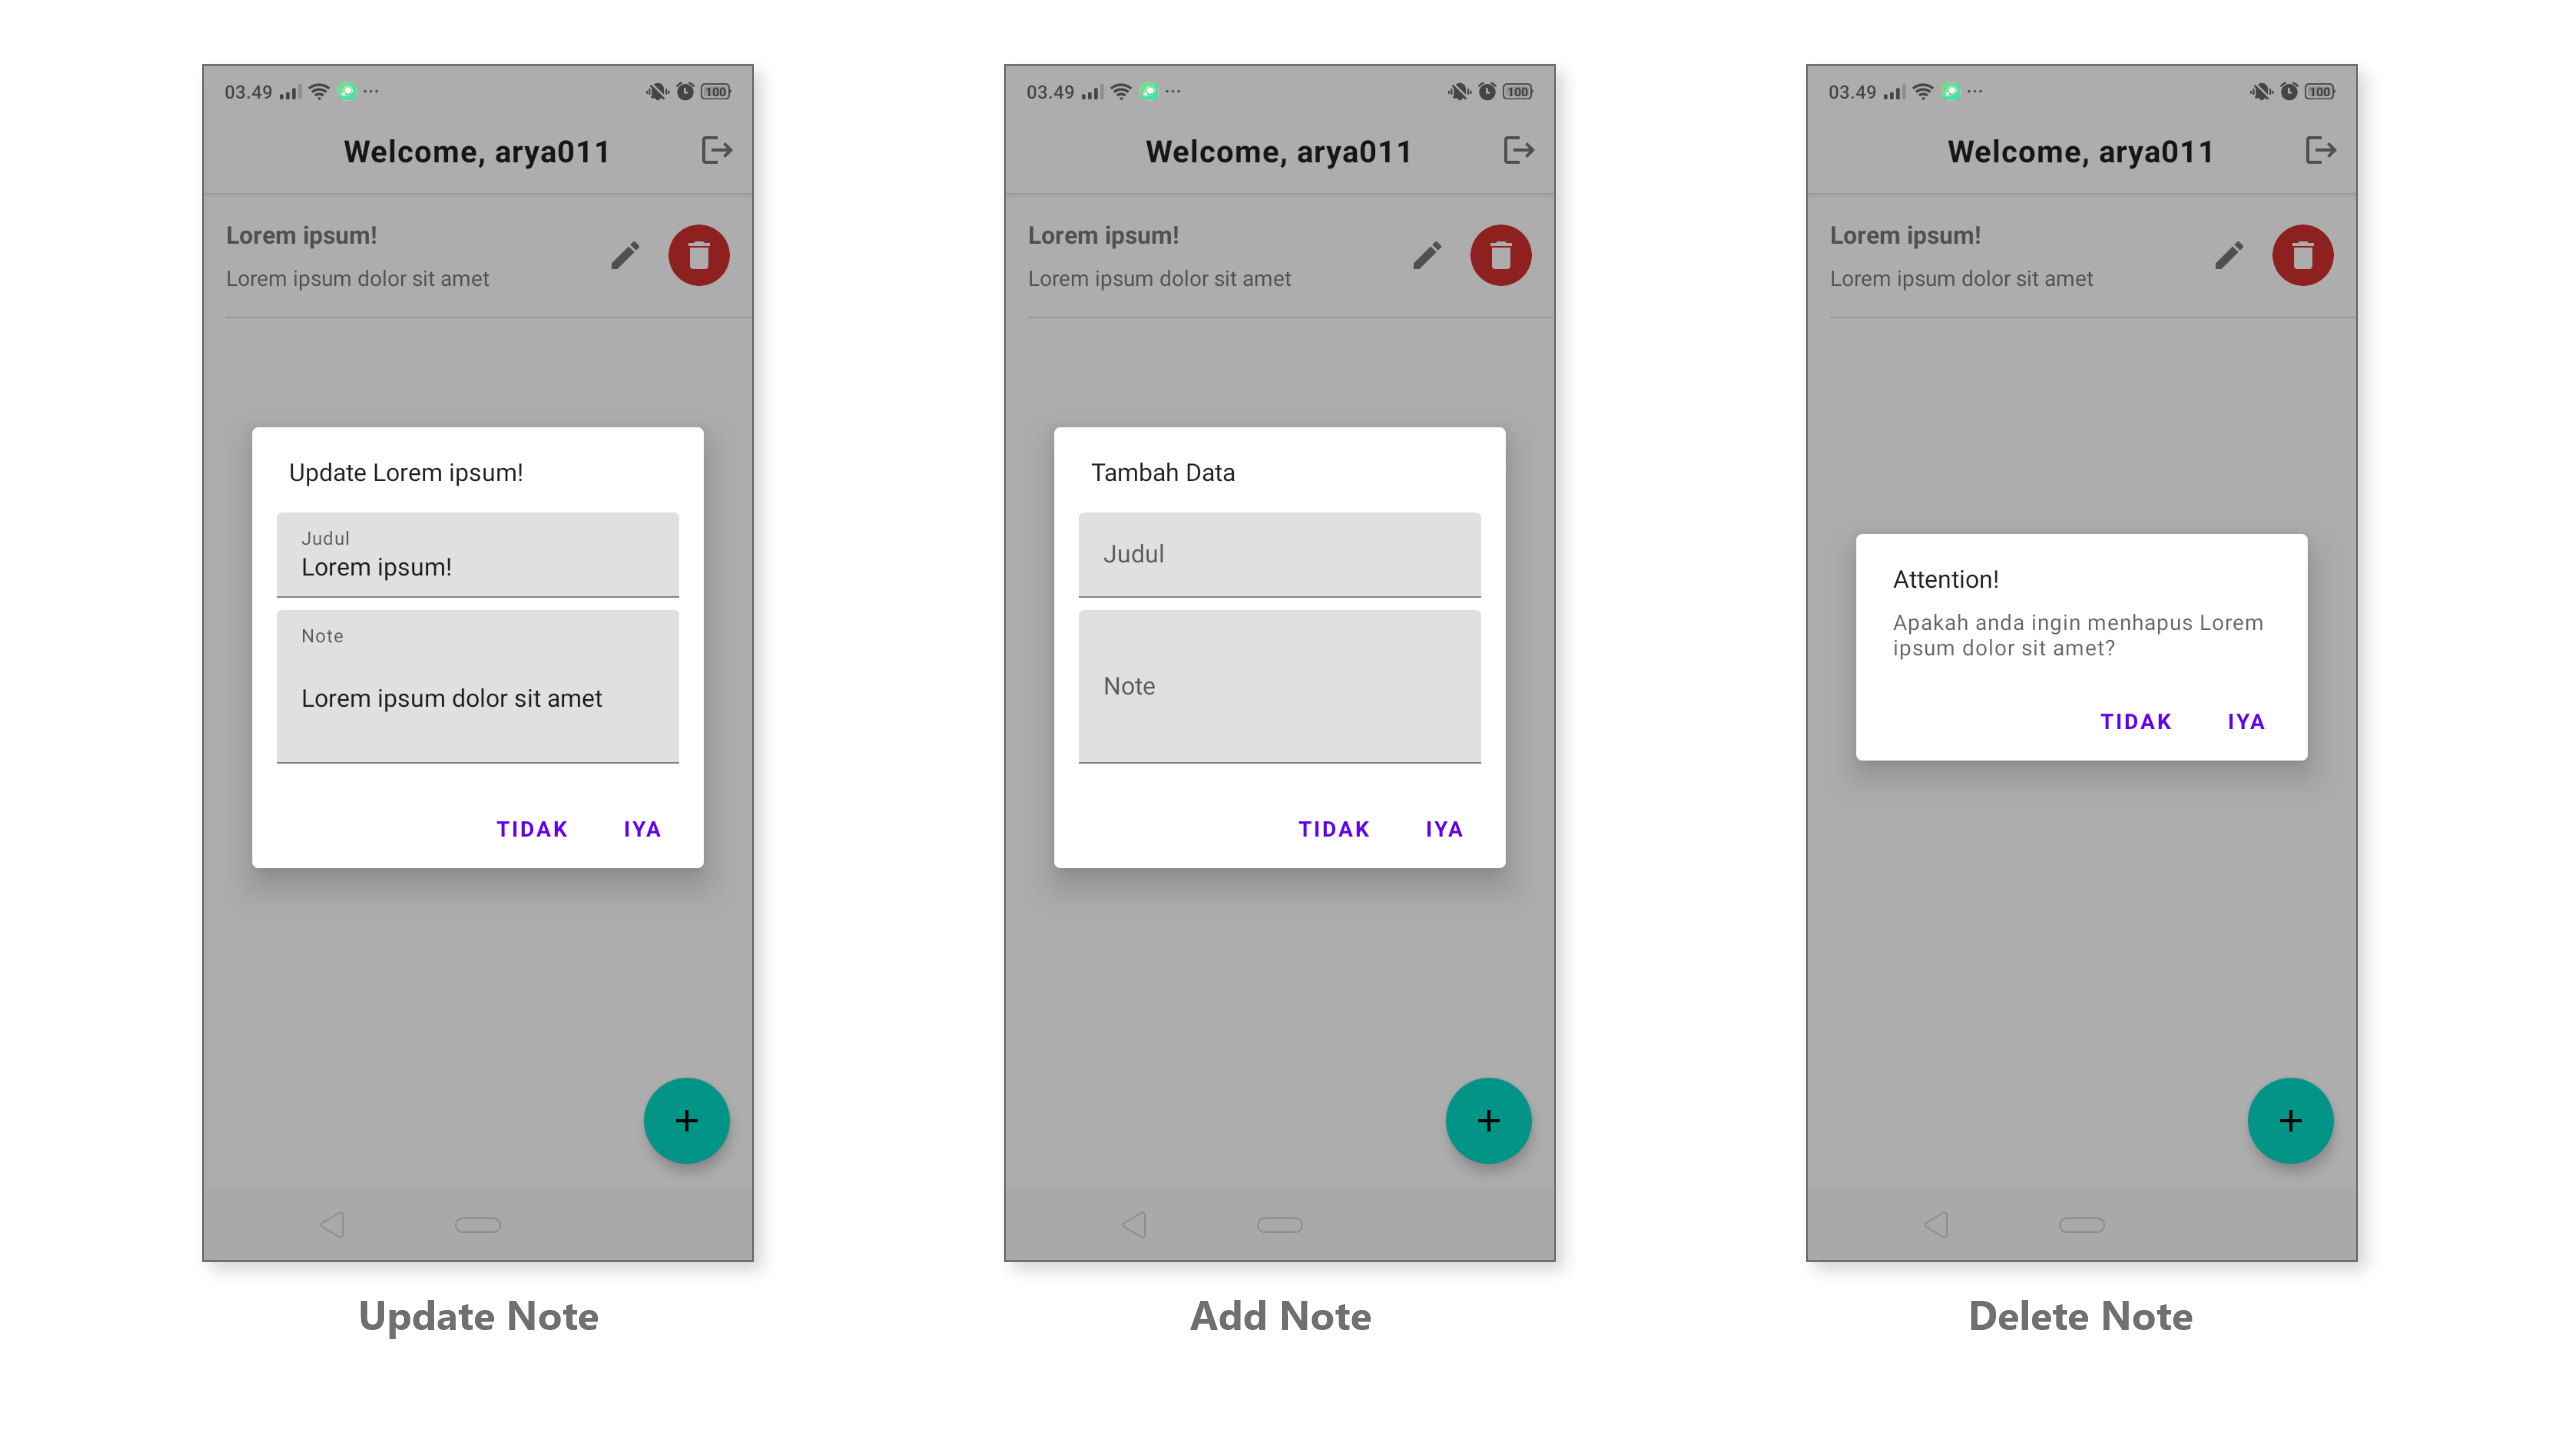 03.49
100
Welcome, arya011
Lorem ipsum!
Lorem ipsum dolor sit amet
Update Lorem ipsum!
Judul
Lorem ipsum!
Note
Lorem ipsum dolor sit amet
TIDAK IYA
Update Note
03.49
100
Welcome, arya011
Lorem ipsum!
Lorem ipsum dolor sit amet
Tambah Data
Judul
Note
TIDAK IYA
Add Note
03.49
100
Welcome, arya011
Lorem ipsum!
Lorem ipsum dolor sit amet
Attention!
Apakah anda ingin menhapus Lorem
ipsum dolor sit amet?
TIDAK IYA
Delete Note